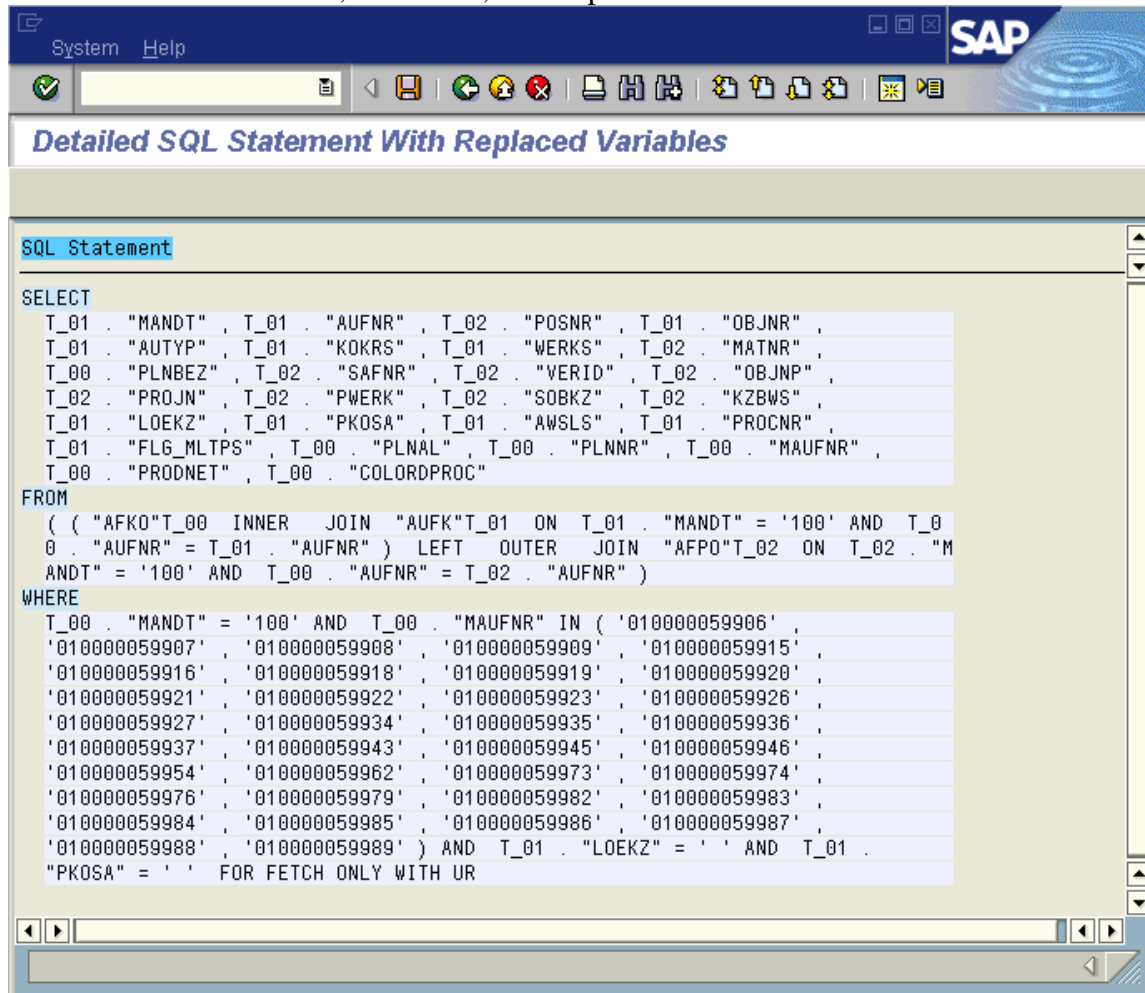 System Help
SAP
Detailed SQL Statement With Replaced Variables
SQL Statement
SELECT
T_01 . "MANDT" , T_01 . "AUFNR" , T_02 . "POSNR" , T_01 . "OBJNR" ,
T_01 . "AUTYP" , T_01 . "KOKRS" , T_01 . "WERKS" , T_02 . "MATNR" ,
T_00 . "PLNBEZ" , T_02 . "SAFNR" , T_02 . "VERID" , T_02 . "OBJNP" ,
T_02 . "PROJN" , T_02 . "PWERK" , T_02 . "SOBKZ" , T_02 . "KZBWS" ,
T_01 . "LOEKZ" , T_01 . "PKOSA" , T_01 . "AWSLS" , T_01 . "PROCNR" ,
T_01 . "FLG_MLTPS" , T_00 . "PLNAL" , T_00 . "PLNNR" , T_00 . "MAUFNR" ,
T_00 . "PRODNET" , T_00 . "COLORDPROC"
FROM
( ( "AFKO"T_00 INNER JOIN "AUFK"T_01 ON T_01 . "MANDT" = '100' AND T_0
0 . "AUFNR" = T_01 . "AUFNR" ) LEFT OUTER JOIN "AFPO"T_02 ON T_02 . "M
ANDT" = '100' AND T_00 . "AUFNR" = T_02 . "AUFNR" )
WHERE
T_00 . "MANDT" = '100' AND T_00 . "MAUFNR" IN ( '010000059906' ,
'010000059907' , '010000059908' , '010000059909' , '010000059915' ,
'010000059916' , '010000059918' , '010000059919' , '010000059920' ,
'010000059921' , '010000059922' , '010000059923' , '010000059926' ,
'010000059927' , '010000059934' , '010000059935' , '010000059936' ,
'010000059937' , '010000059943' , '010000059945' , '010000059946' ,
'010000059954' , '010000059962' , '010000059973' , '010000059974' ,
'010000059976' , '010000059979' , '010000059982' , '010000059983' ,
'010000059984' , '010000059985' , '010000059986' , '010000059987' ,
'010000059988' , '010000059989' ) AND T_01 . "LOEKZ" = ' ' AND T_01 .
"PKOSA" = ' ' FOR FETCH ONLY WITH UR